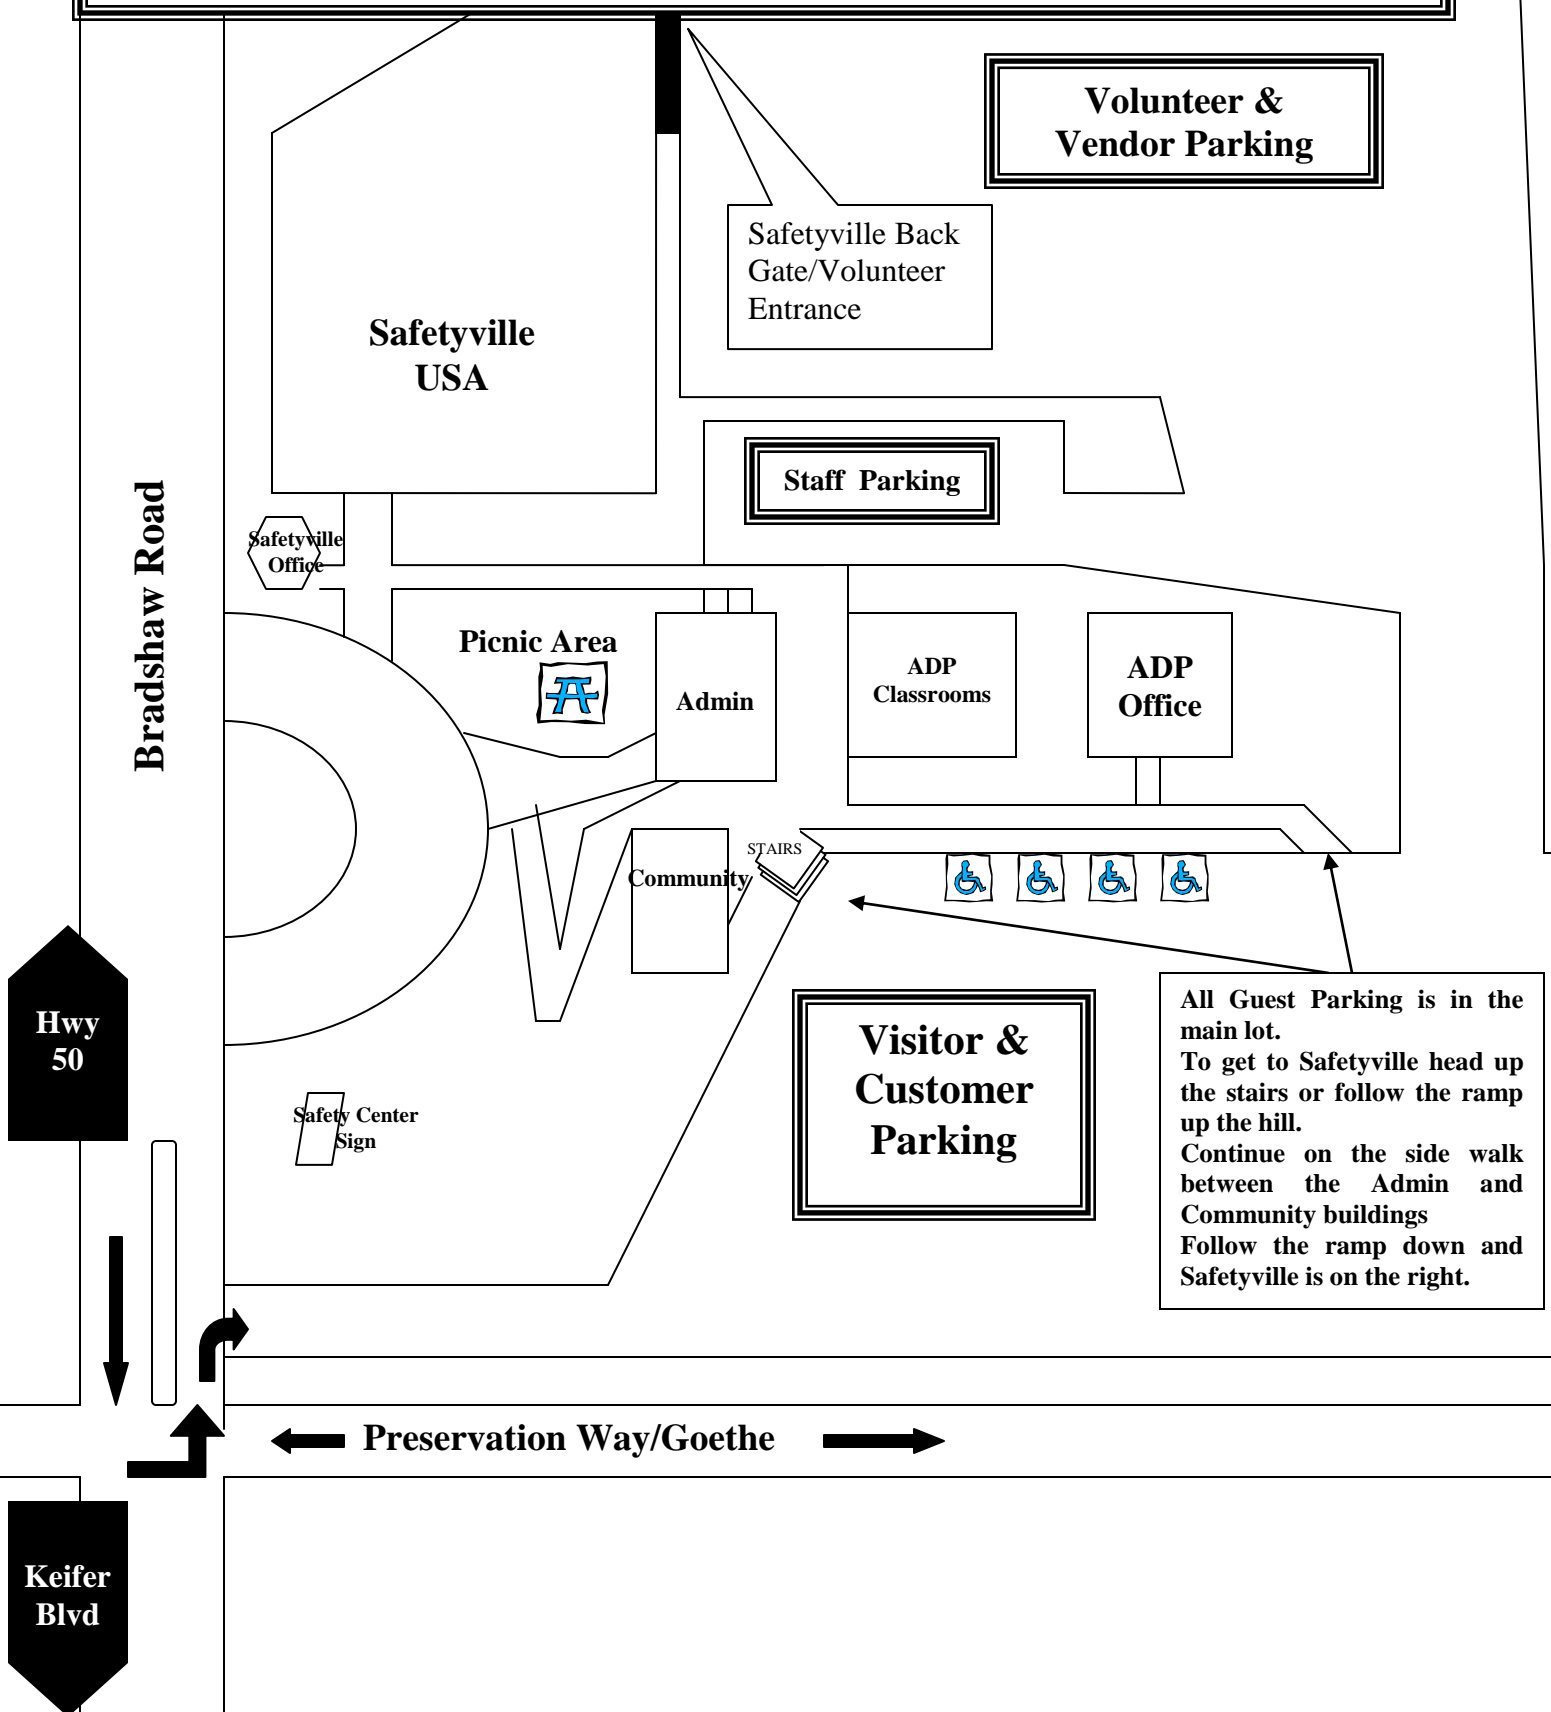 Volunteer &
Vendor Parking
Safetyville Back
Gate/Volunteer
Entrance
Safetyville
USA
Staff Parking
Bradshaw Road
Safetyville
Office
Picnic Area
Admin
ADP
Classrooms
ADP
Office
STAIRS
Community
Hwy
50
Visitor &
Customer
Parking
All Guest Parking is in the
main lot.
To get to Safetyville head up
the stairs or follow the ramp
up the hill.
Continue on the side walk
between the Admin and
Community buildings
Follow the ramp down and
Safetyville is on the right.
Safety Center
Sign
Preservation Way/Goethe
Keifer
Blvd